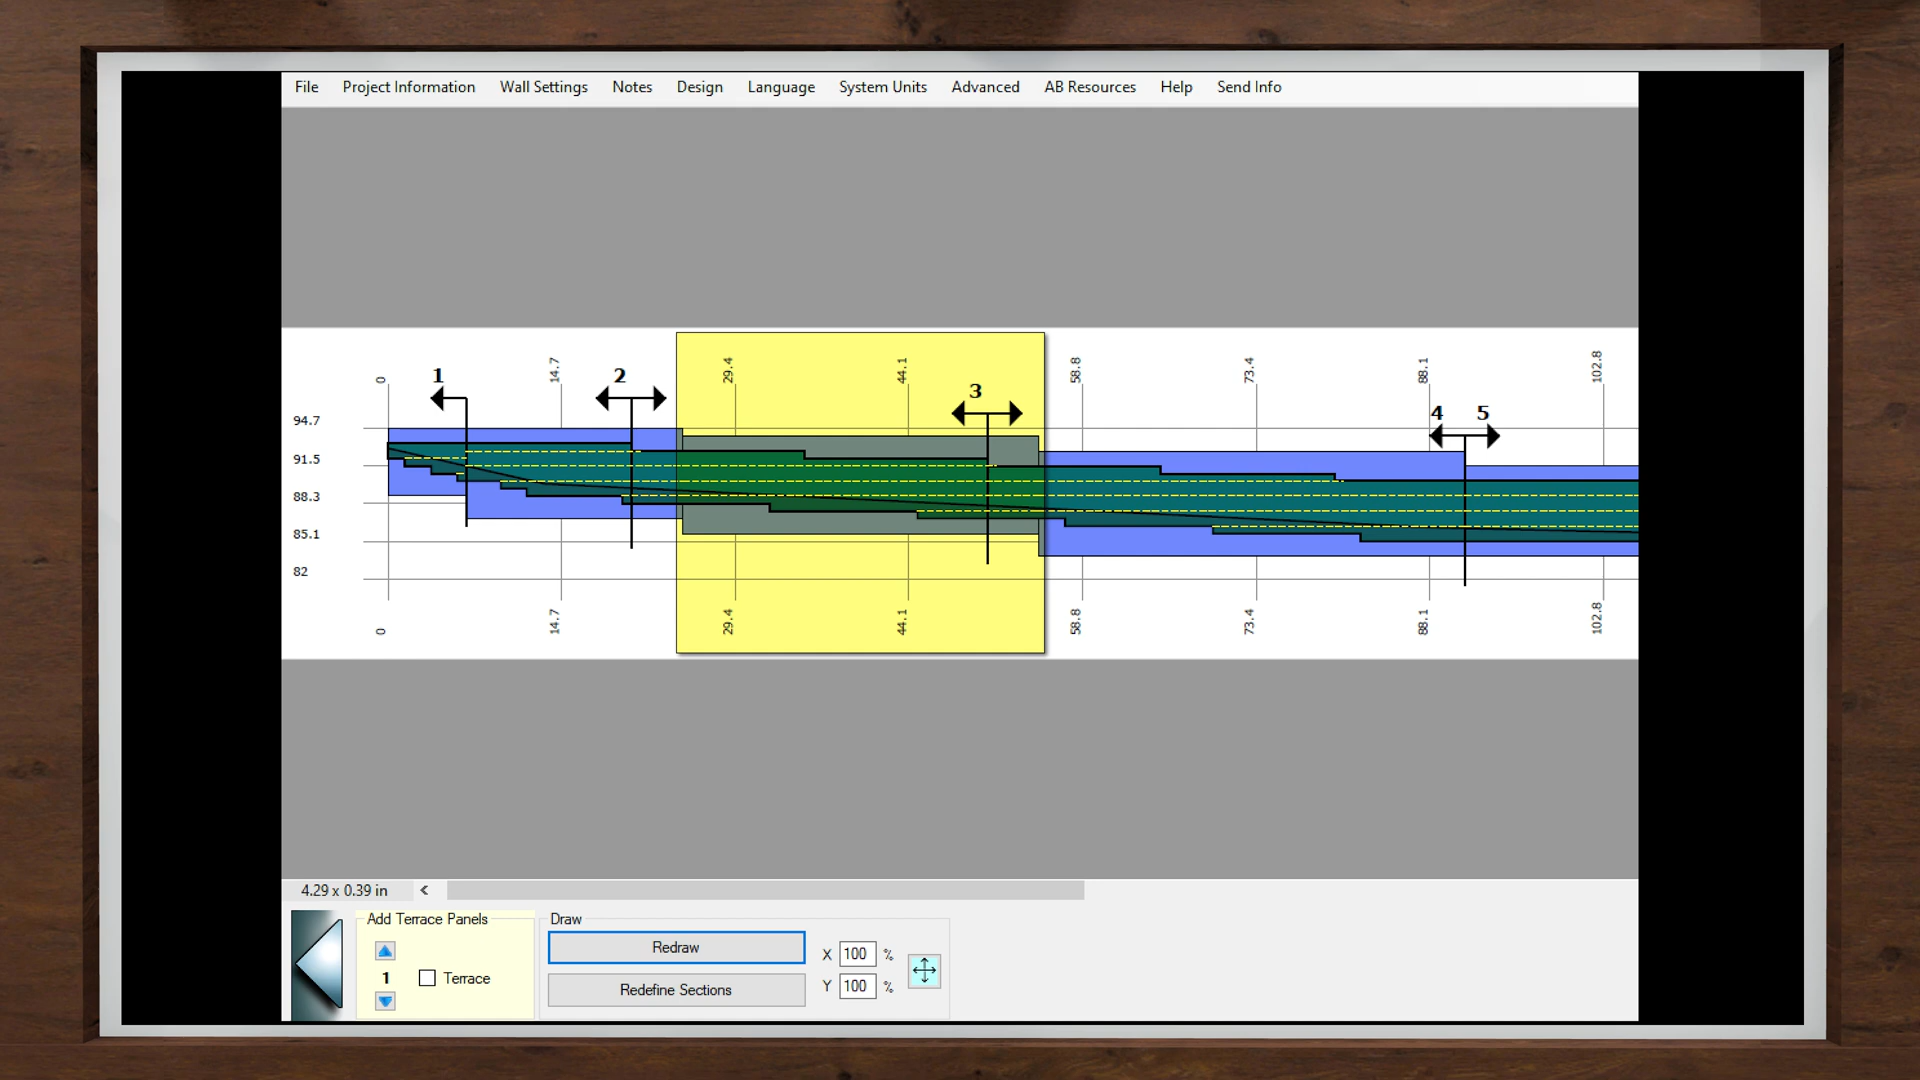 File Project Information Wall Settings Notes Design Language System Units Advanced AB Resources Help Send Info
0 14.7 29.4 44.1 58.8 73.4 88.1 102.8
1 2 3 4 5
94.7
91.5
88.3
85.1
82
0 14.7 29.4 44.1 58.8 73.4 88.1 102.8
4.29 x 0.39 in <
Add Terrace Panels Draw
Redraw X 100 %
1 Terrace
Redefine Sections Y 100 %